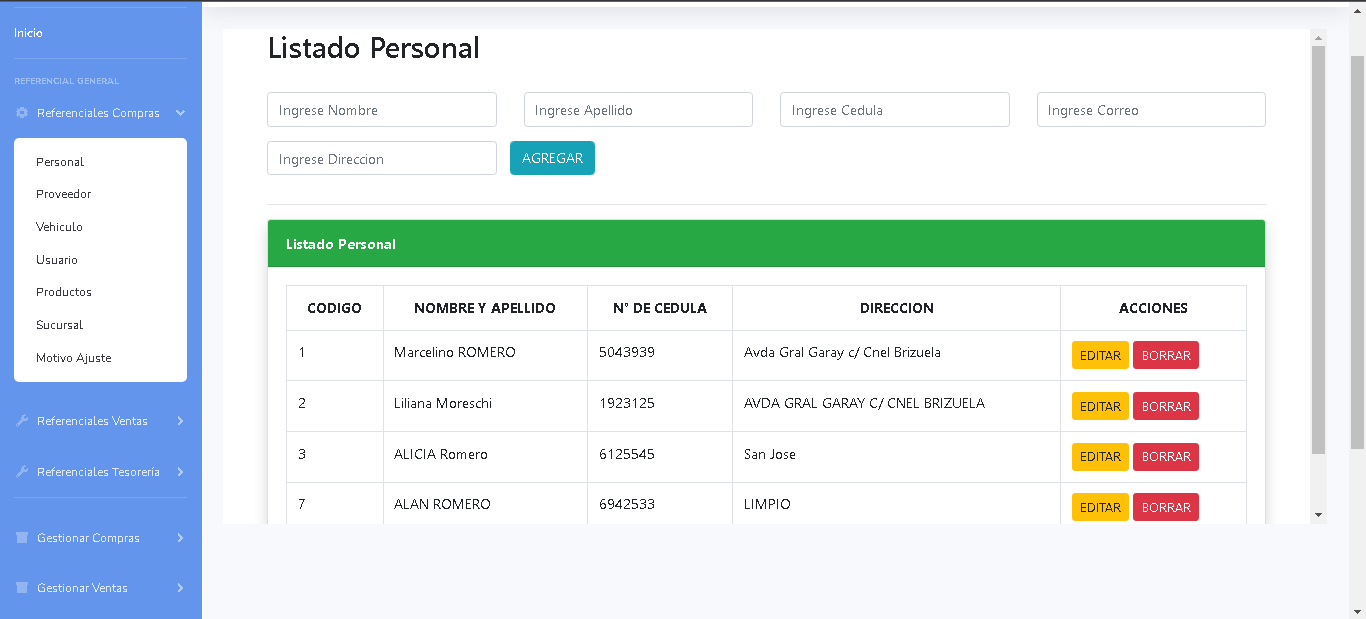 Inicio
REFERENCIAL GENERAL
Referenciales Compras
Personal
Proveedor
Vehiculo
Usuario
Productos
Sucursal
Motivo Ajuste
Referenciales Ventas
Referenciales Tesorería
Gestionar Compras
Gestionar Ventas
Listado Personal
Ingrese Nombre Ingrese Apellido Ingrese Cedula Ingrese Correo
Ingrese Direccion AGREGAR
Listado Personal
CODIGO NOMBRE Y APELLIDO N° DE CEDULA DIRECCION ACCIONES
1 Marcelino ROMERO 5043939 Avda Gral Garay c/ Cnel Brizuela EDITAR BORRAR
2 Liliana Moreschi 1923125 AVDA GRAL GARAY C/ CNEL BRIZUELA EDITAR BORRAR
3 ALICIA Romero 6125545 San Jose EDITAR BORRAR
7 ALAN ROMERO 6942533 LIMPIO EDITAR BORRAR